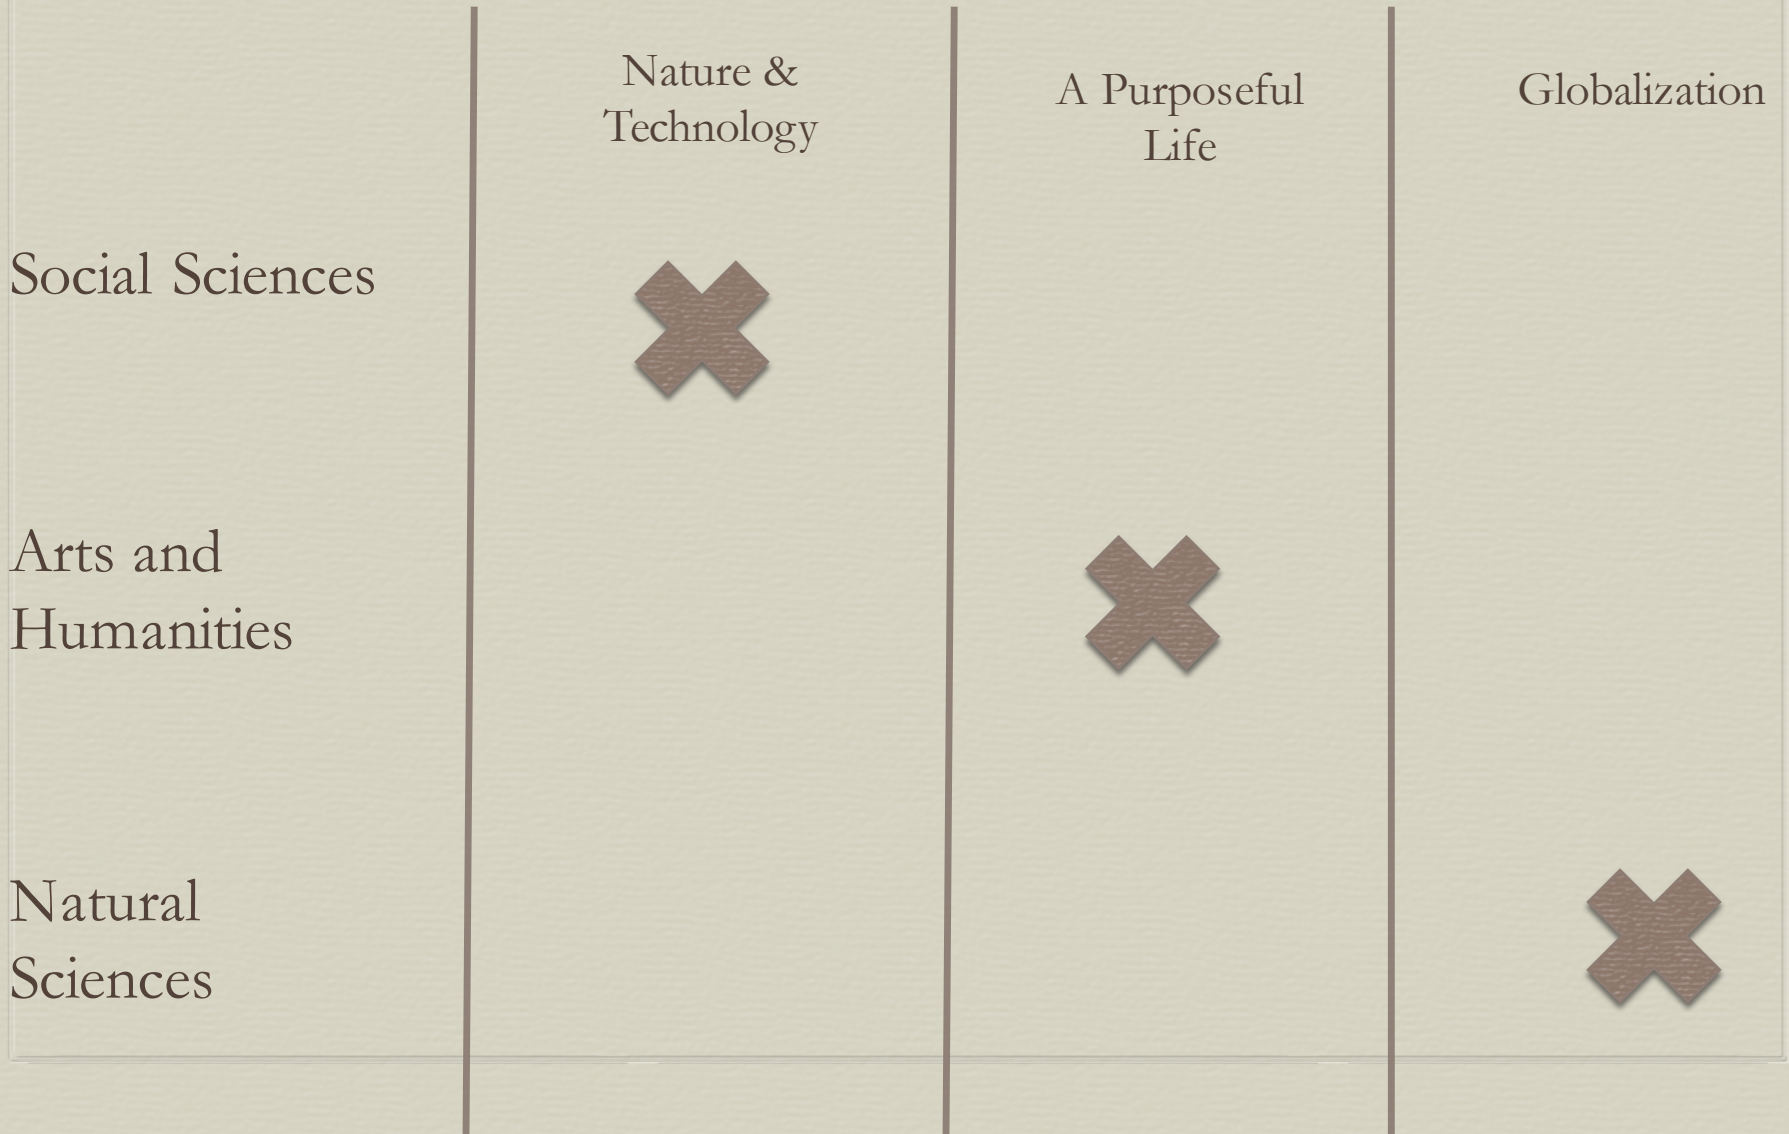 Nature &
Technology
A Purposeful
Life
Globalization
Social Sciences
Arts and
Humanities
Natural
Sciences